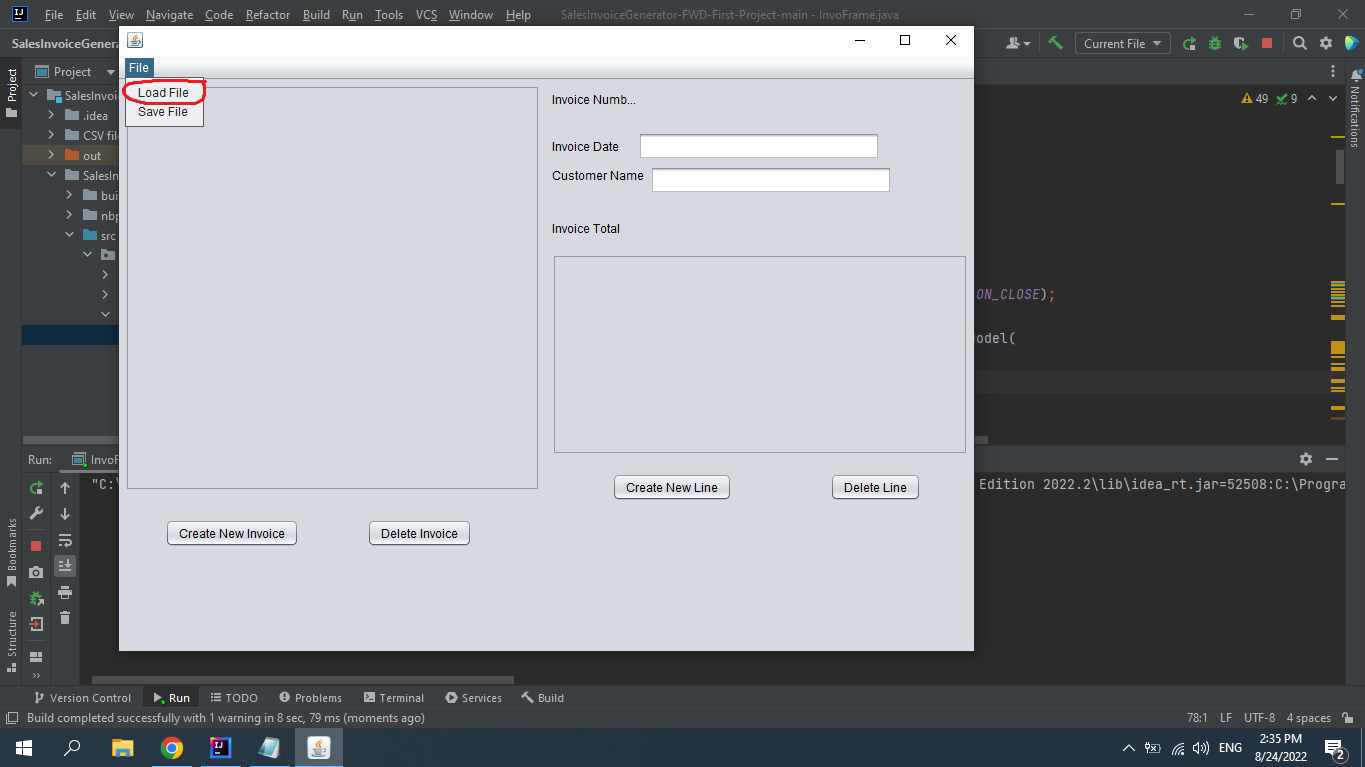 File Edit View Navigate Code Refactor Build Run Tools VCS Window Help SalesInvoiceGenerator-FWD-First-Project-main - InvoFrame.java
SalesInvoiceGenera
Current File
File
Load File
Save File
Project
Project
SalesInvoi
.idea
CSV fil
out
SalesIn
bui
nbp
src
Invoice Numb...
Invoice Date
Customer Name
Invoice Total
Create New Line
Delete Line
Create New Invoice
Delete Invoice
49
9
Notifications
ON_CLOSE);
odel(
Run:
InvoF
"C:\
Edition 2022.2\lib\idea_rt.jar=52508:C:\Progra
Bookmarks
Structure
Version Control
Run
TODO
Problems
Terminal
Services
Build
Build completed successfully with 1 warning in 8 sec, 79 ms (moments ago)
78:1 LF UTF-8 4 spaces
ENG
2:35 PM
8/24/2022
2